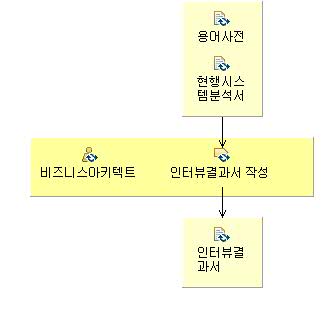 용어사전
현행시스
템분석서
비즈니스아키텍트
인터뷰결과서 작성
인터뷰결
과서